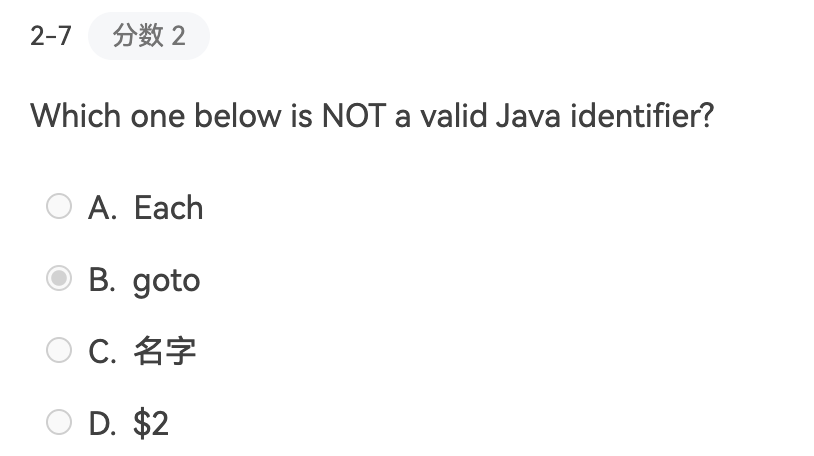 2-7 分数 2
Which one below is NOT a valid Java identifier?
A. Each
B. goto
C. 名字
D. $2